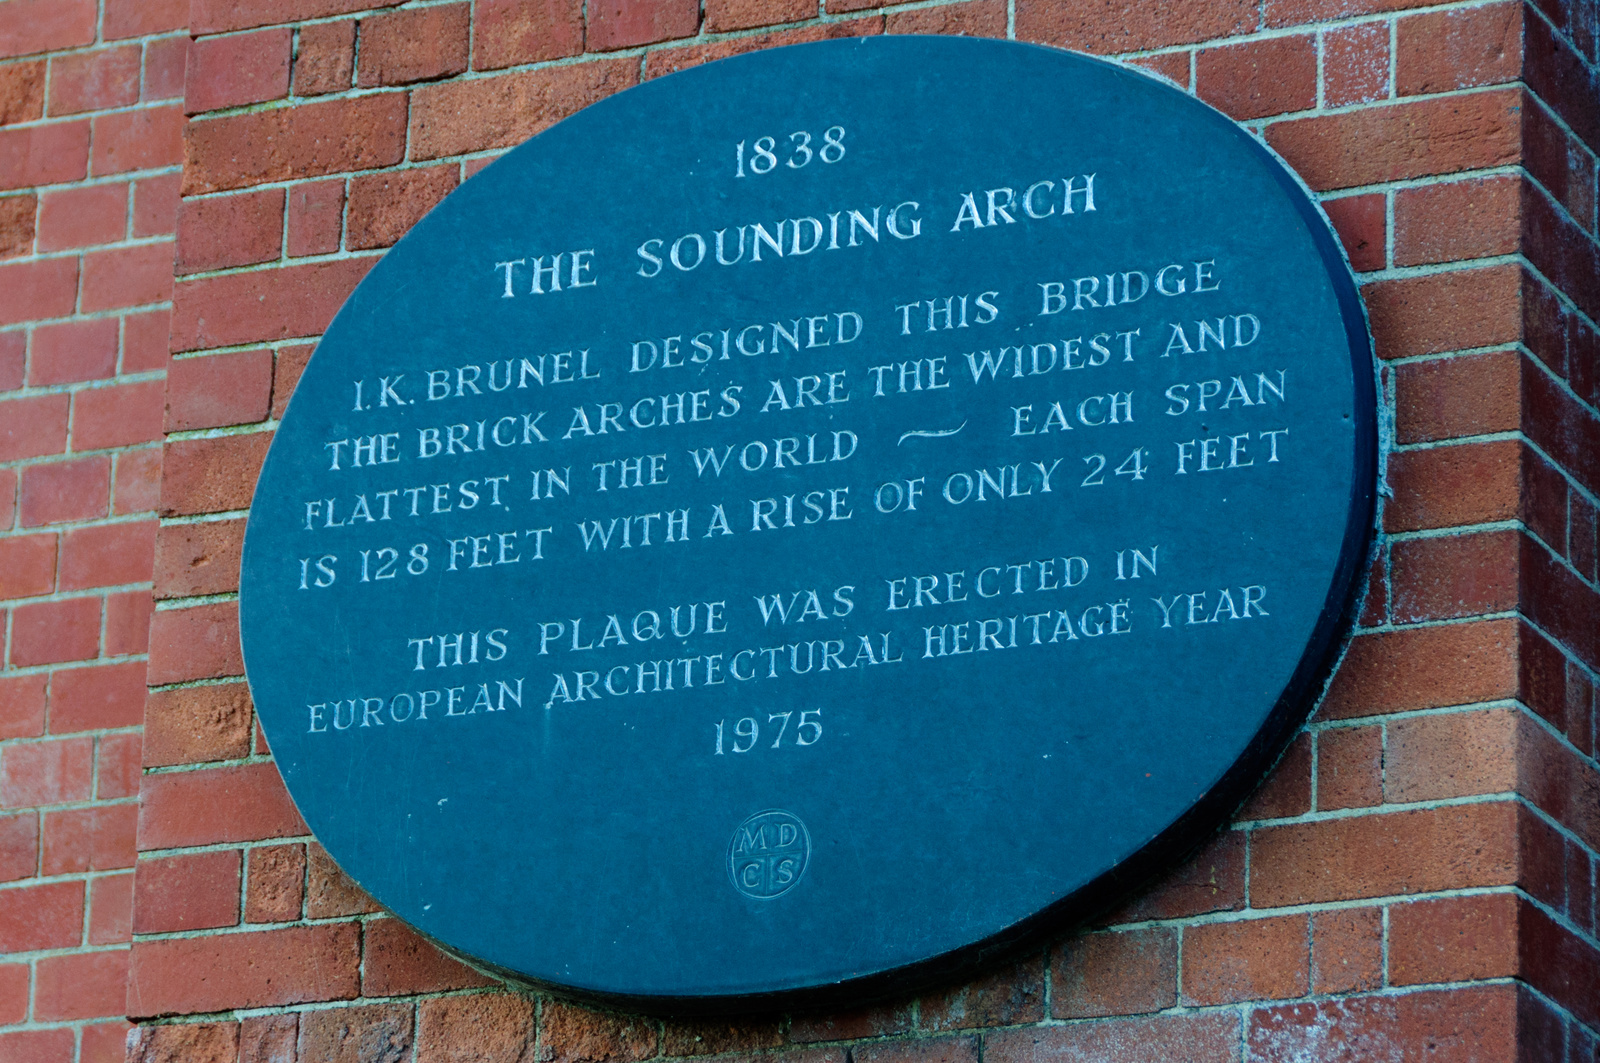 1838
THE SOUNDING ARCH
I.K. BRUNEL DESIGNED THIS BRIDGE
THE BRICK ARCHES ARE THE WIDEST AND
FLATTEST IN THE WORLD ~ EACH SPAN
IS 128 FEET WITH A RISE OF ONLY 24 FEET
THIS PLAQUE WAS ERECTED IN
EUROPEAN ARCHITECTURAL HERITAGE YEAR
1975
M D
C S